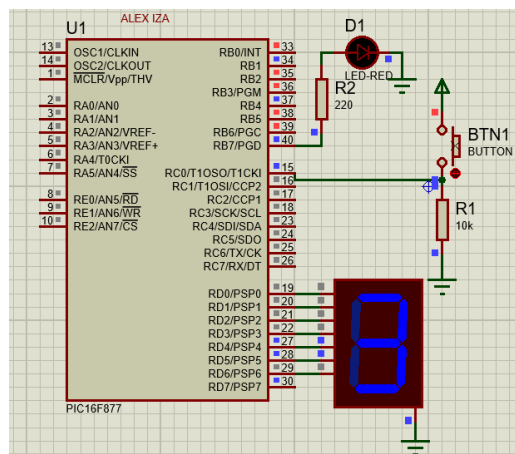 ALEX IZA
U1
D1
LED-RED
R2
220
BTN1
BUTTON
R1
10k
13 OSC1/CLKIN
14 OSC2/CLKOUT
1 MCLR/Vpp/THV
2 RA0/AN0
3 RA1/AN1
4 RA2/AN2/VREF-
5 RA3/AN3/VREF+
6 RA4/T0CKI
7 RA5/AN4/SS
8 RE0/AN5/RD
9 RE1/AN6/WR
10 RE2/AN7/CS
RB0/INT 33
RB1 34
RB2 35
RB3/PGM 36
RB4 37
RB5 38
RB6/PGC 39
RB7/PGD 40
RC0/T1OSO/T1CKI 15
RC1/T1OSI/CCP2 16
RC2/CCP1 17
RC3/SCK/SCL 18
RC4/SDI/SDA 23
RC5/SDO 24
RC6/TX/CK 25
RC7/RX/DT 26
RD0/PSP0 19
RD1/PSP1 20
RD2/PSP2 21
RD3/PSP3 22
RD4/PSP4 27
RD5/PSP5 28
RD6/PSP6 29
RD7/PSP7 30
PIC16F877